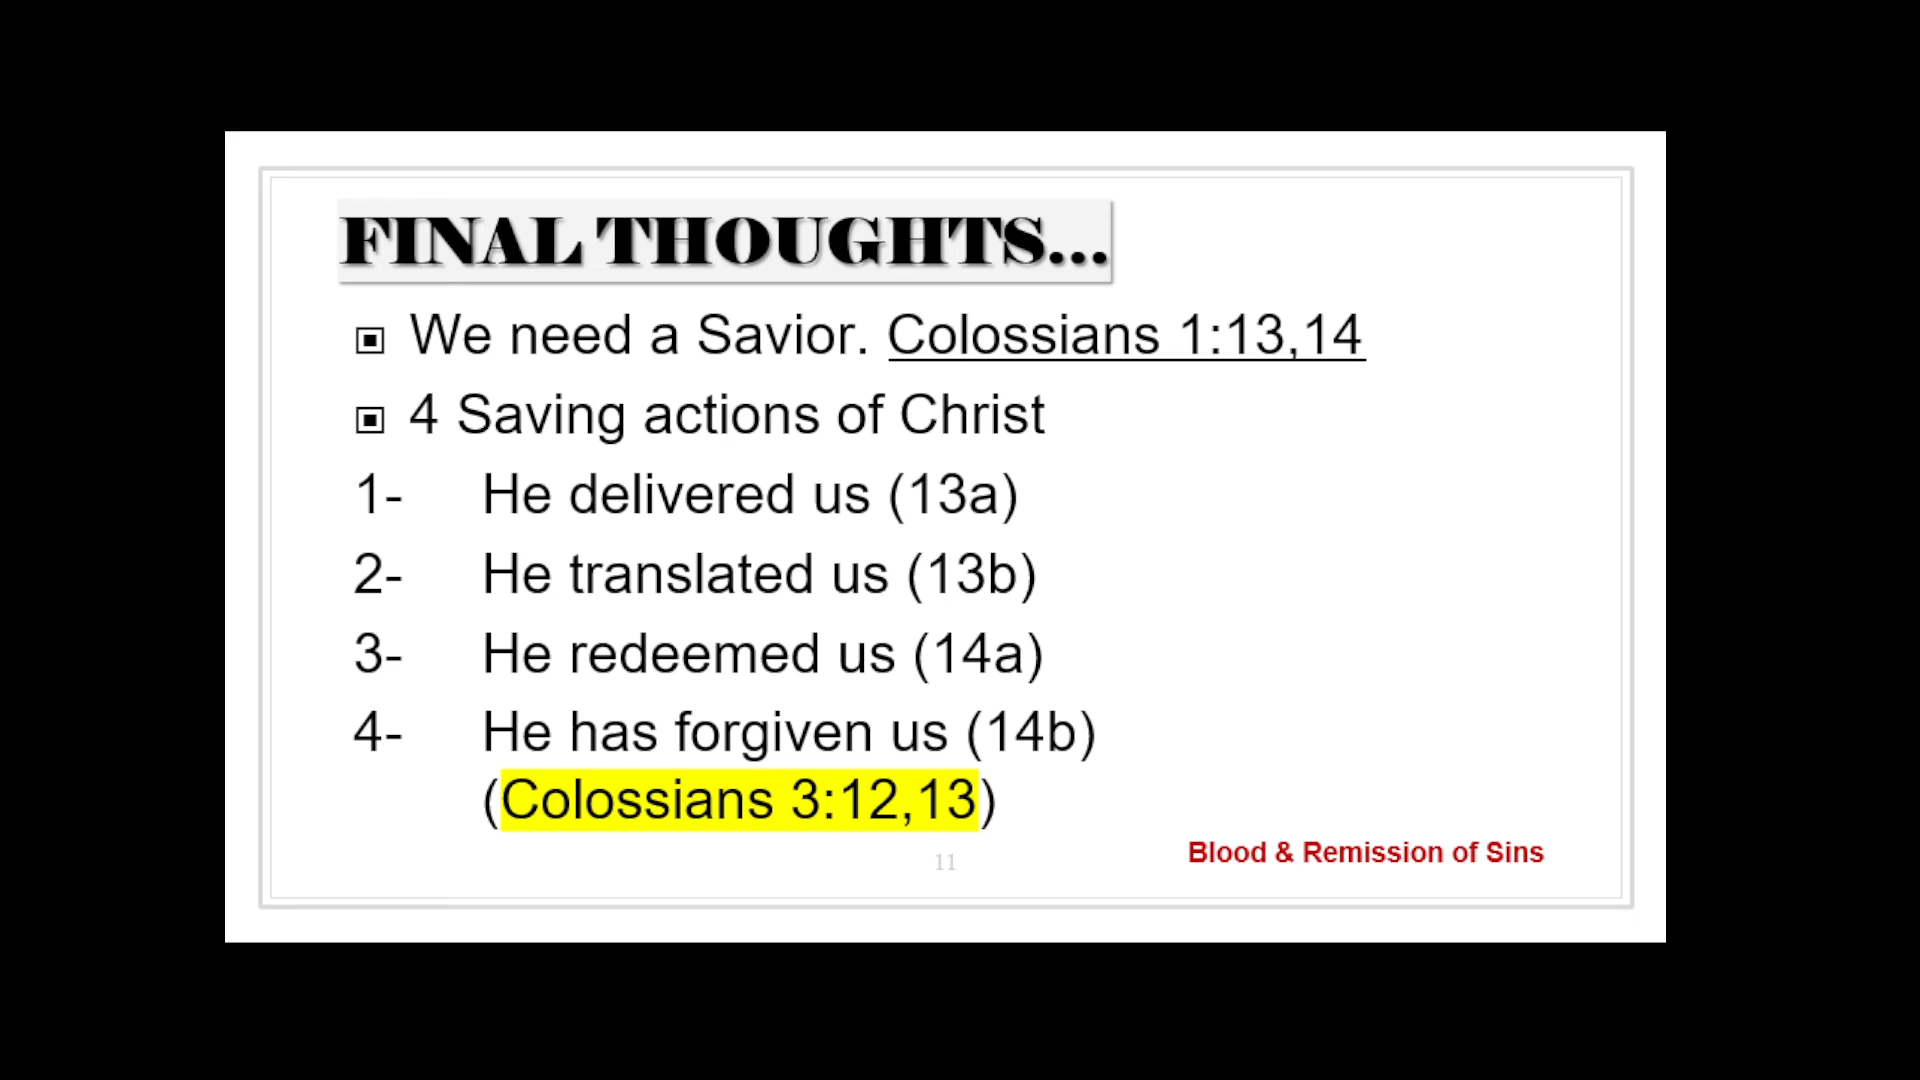 FINAL THOUGHTS...
We need a Savior. Colossians 1:13,14
4 Saving actions of Christ
1- He delivered us (13a)
2- He translated us (13b)
3- He redeemed us (14a)
4- He has forgiven us (14b)
(Colossians 3:12,13)
11
Blood & Remission of Sins